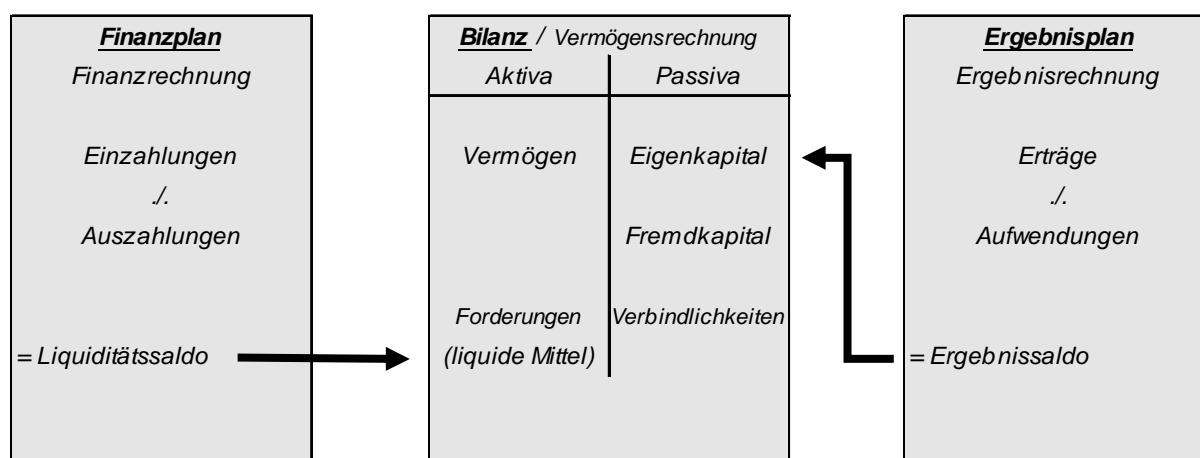 Finanzplan
Finanzrechnung
Einzahlungen
./.
Auszahlungen
= Liquiditätssaldo
Bilanz / Vermögensrechnung
Aktiva Passiva
Vermögen Eigenkapital
Fremdkapital
Forderungen Verbindlichkeiten
(liquide Mittel)
Ergebnisplan
Ergebnisrechnung
Erträge
./.
Aufwendungen
= Ergebnissaldo